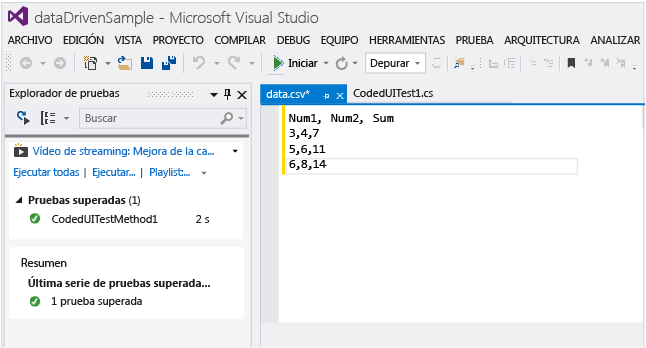 dataDrivenSample - Microsoft Visual Studio
ARCHIVO EDICIÓN VISTA PROYECTO COMPILAR DEBUG EQUIPO HERRAMIENTAS PRUEBA ARQUITECTURA ANALIZAR
Iniciar Depurar
Explorador de pruebas
Buscar
Vídeo de streaming: Mejora de la ca...
Ejecutar todas | Ejecutar... | Playlist:...
Pruebas superadas (1)
CodedUITestMethod1 2 s
Resumen
Última serie de pruebas superada...
1 prueba superada
data.csv* CodedUITest1.cs
Num1, Num2, Sum
3,4,7
5,6,11
6,8,14